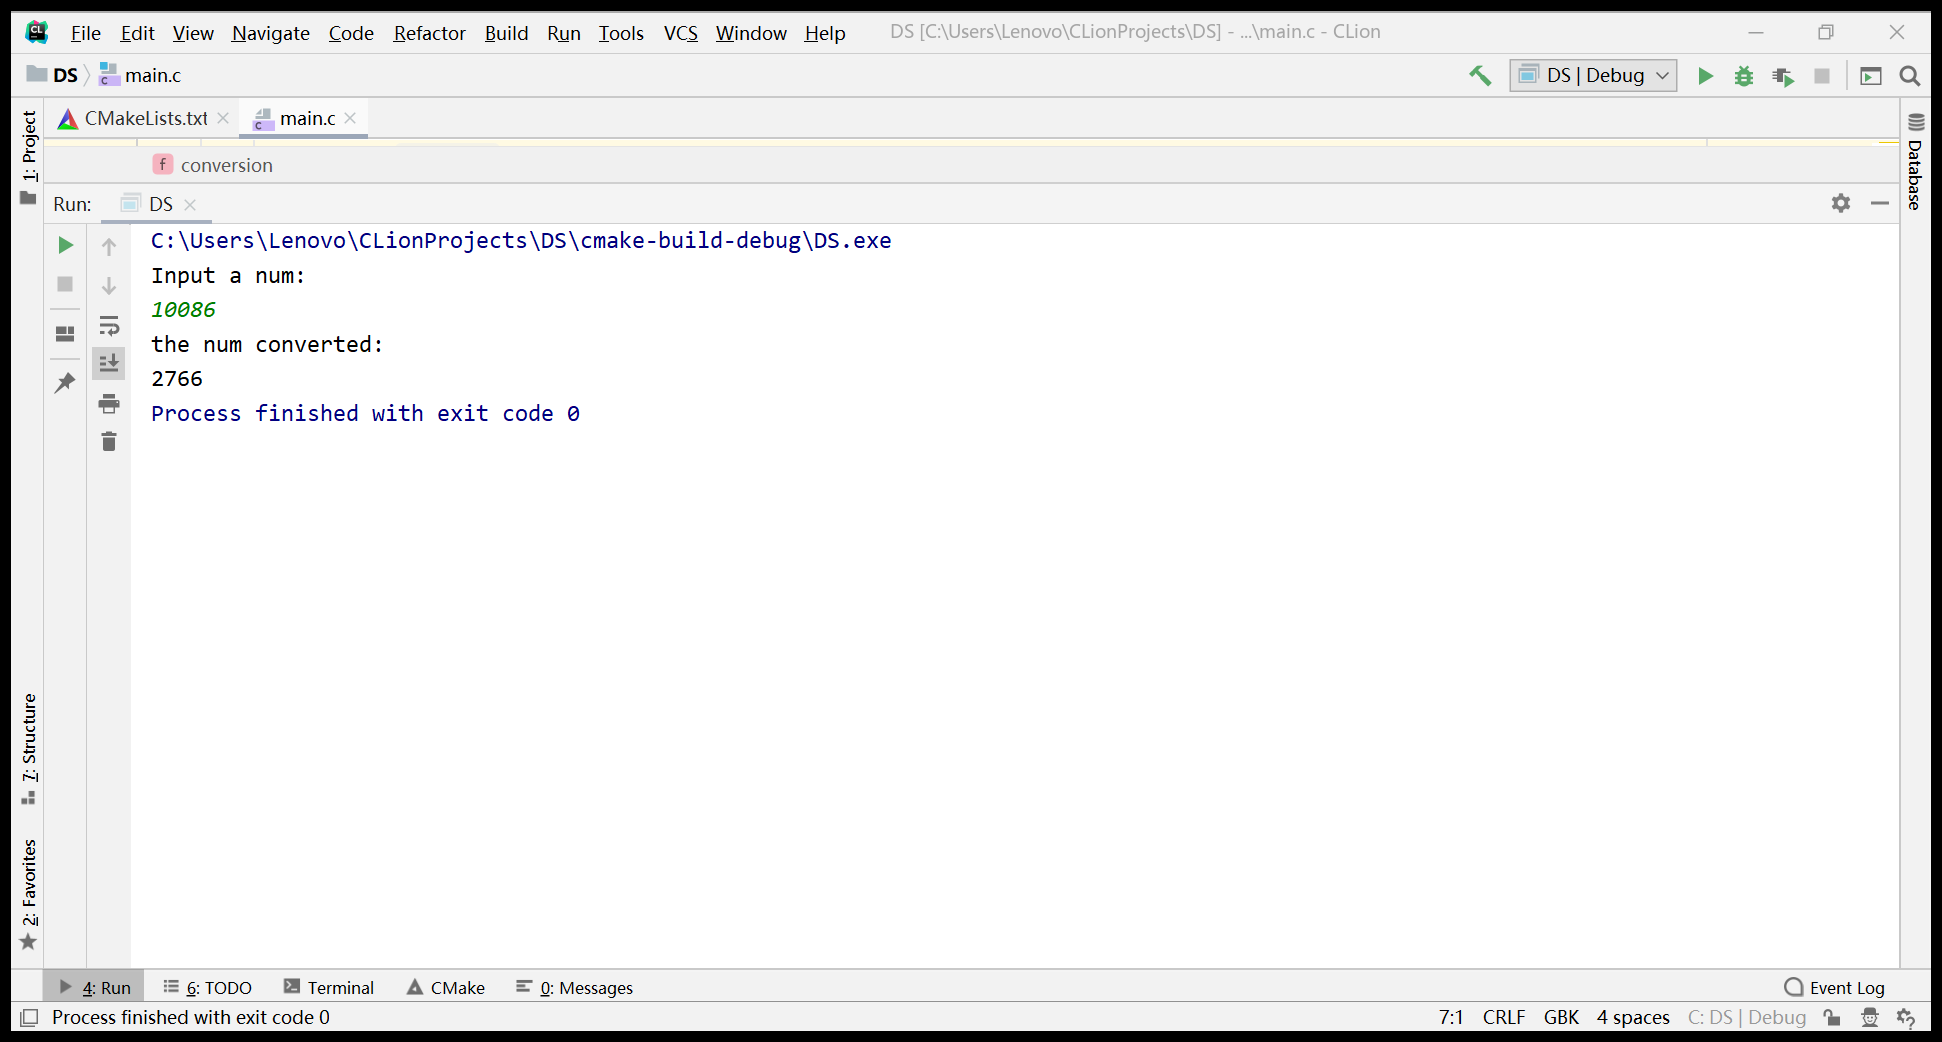 File Edit View Navigate Code Refactor Build Run Tools VCS Window Help DS [C:\Users\Lenovo\CLionProjects\DS] - ...\main.c - CLion
DS main.c DS | Debug
CMakeLists.txt main.c
f conversion
Run: DS
C:\Users\Lenovo\CLionProjects\DS\cmake-build-debug\DS.exe
Input a num:
10086
the num converted:
2766
Process finished with exit code 0
1: Project
7: Structure
2: Favorites
Database
4: Run 6: TODO Terminal CMake 0: Messages Event Log
Process finished with exit code 0 7:1 CRLF GBK 4 spaces C: DS | Debug